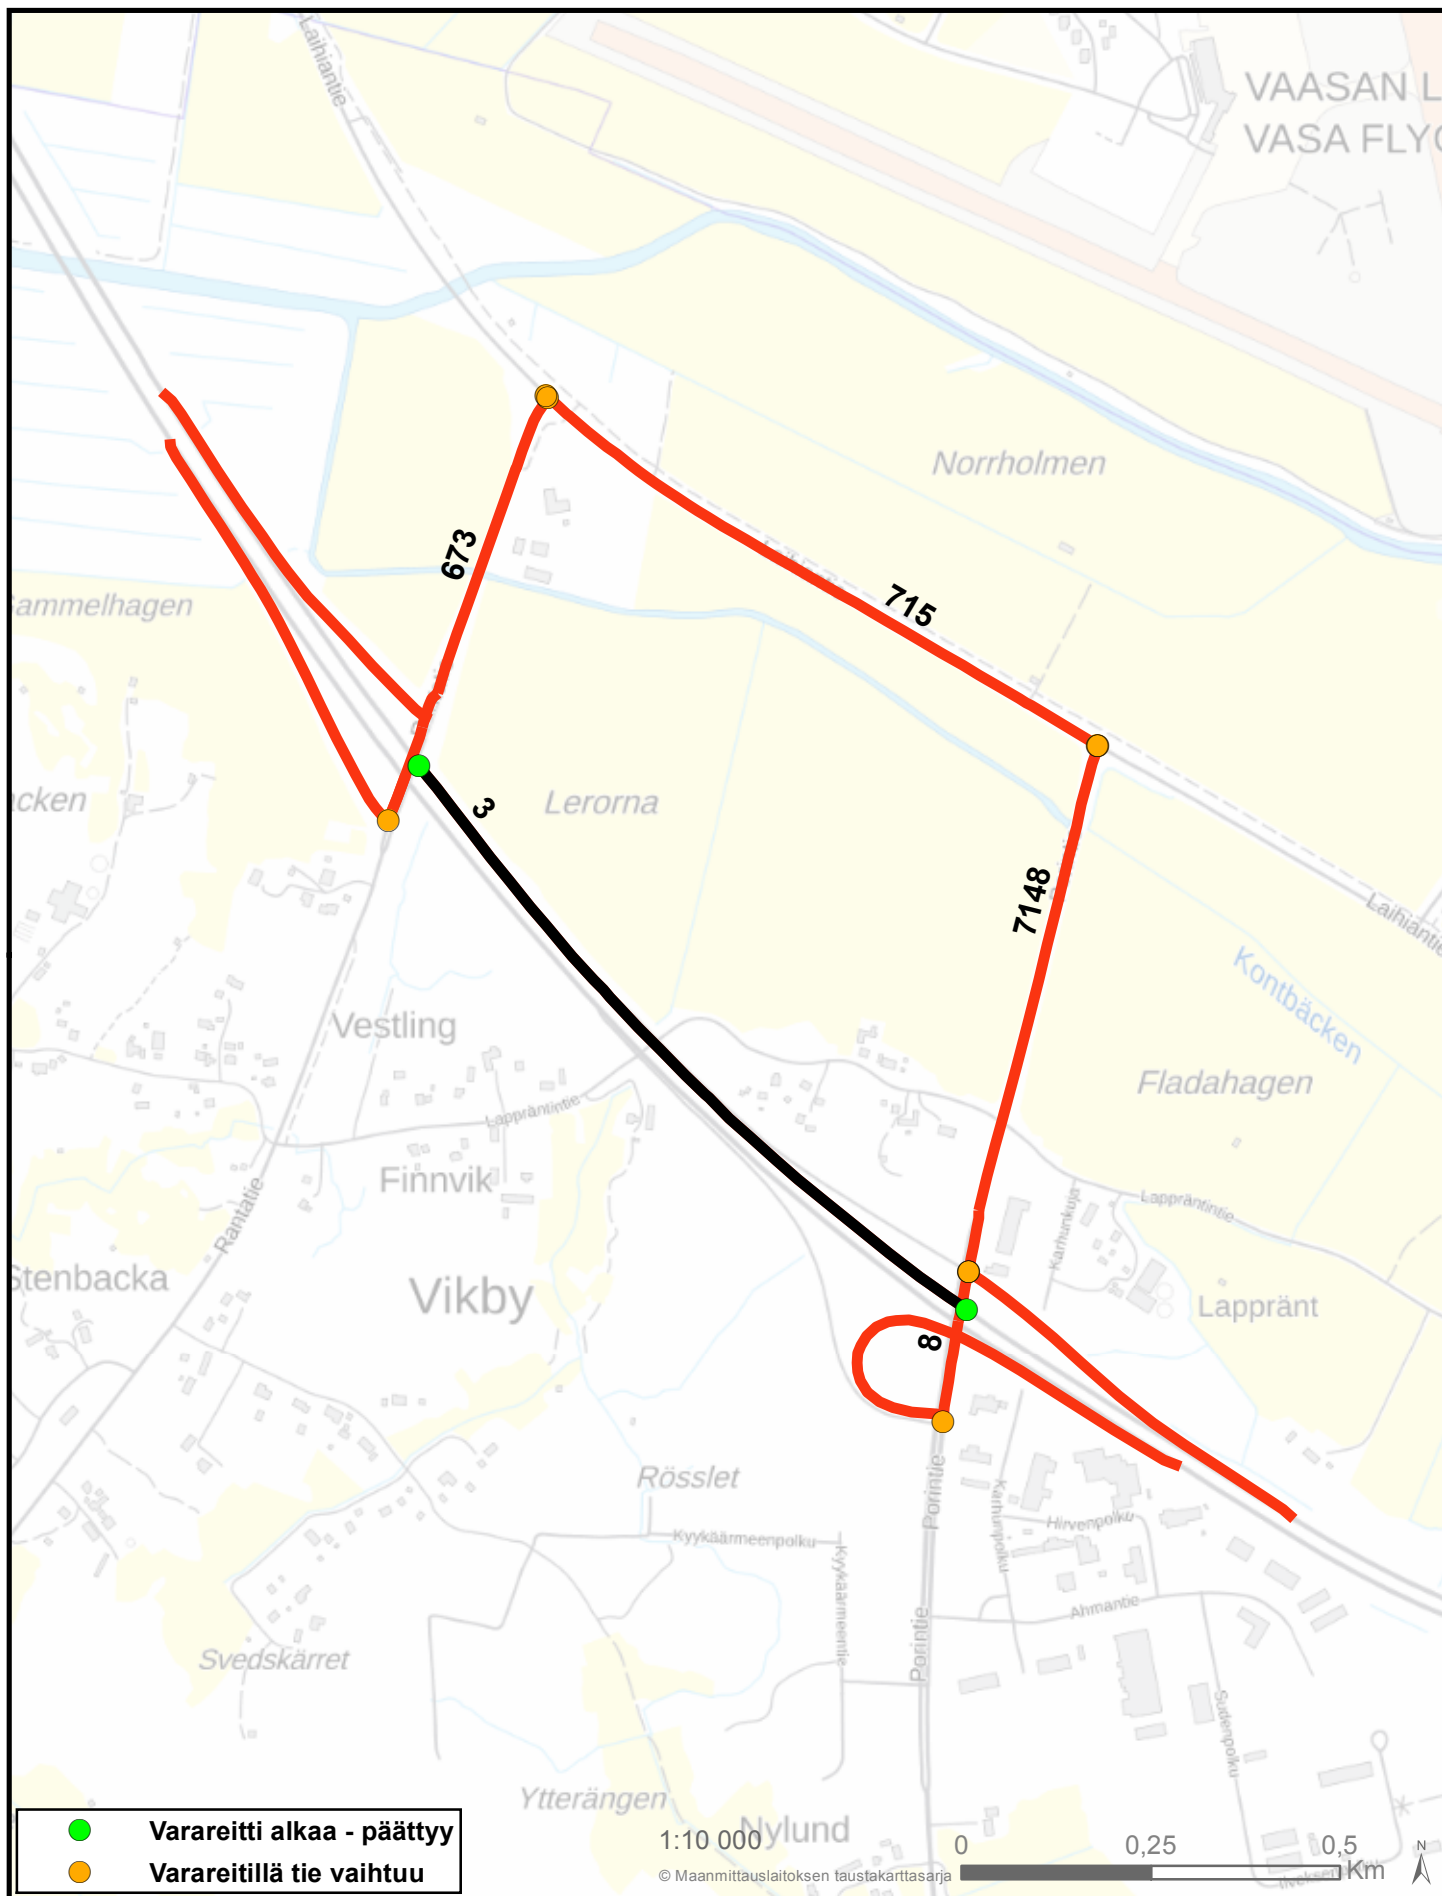 Laihiantie
VAASAN L
VASA FLYG
Norrholmen
673
715
ammelhagen
acken
3
Lerorna
7148
Laihiantie
Kontbäcken
Vestling
Fladahagen
Lappräntintie
Finnvik
Rantatie
Karhunkuja
Lappräntintie
Stenbacka
Vikby
Lappränt
8
Rösslet
Porintie
Karhunpolku
Hirvenpolku
Kyykäärmeenpolku
Kyykäärmeentie
Ahmantie
Porintie
Svedskärret
Sudenpolku
Ytterängen
Nylund
Varareitti alkaa - päättyy
Varareitillä tie vaihtuu
1:10 000
© Maanmittauslaitoksen taustakarttasarja
0 0,25 0,5
Km
N